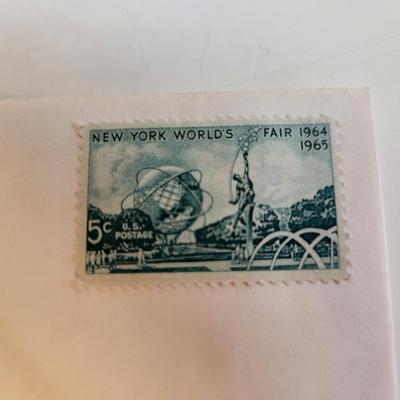 NEW YORK WORLD'S FAIR 1964
1965
5c U.S.
POSTAGE